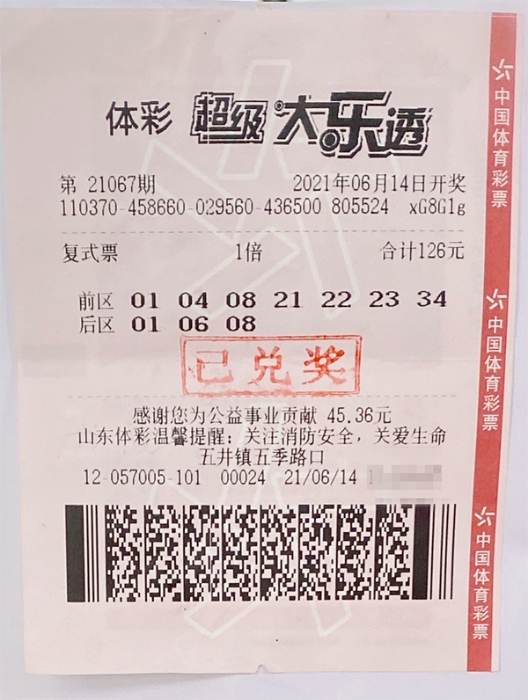 体彩 超级大乐透
第 21067期 2021年06月14日开奖
110370-458660-029560-436500 805524 xG8G1g
复式票 1倍 合计126元
前区 01 04 08 21 22 23 34
后区 01 06 08
已兑奖
感谢您为公益事业贡献 45.36元
山东体彩温馨提醒：关注消防安全，关爱生命
五井镇五季路口
12-057005-101 00024 21/06/14
中国体育彩票
中国体育彩票
中国体育彩票